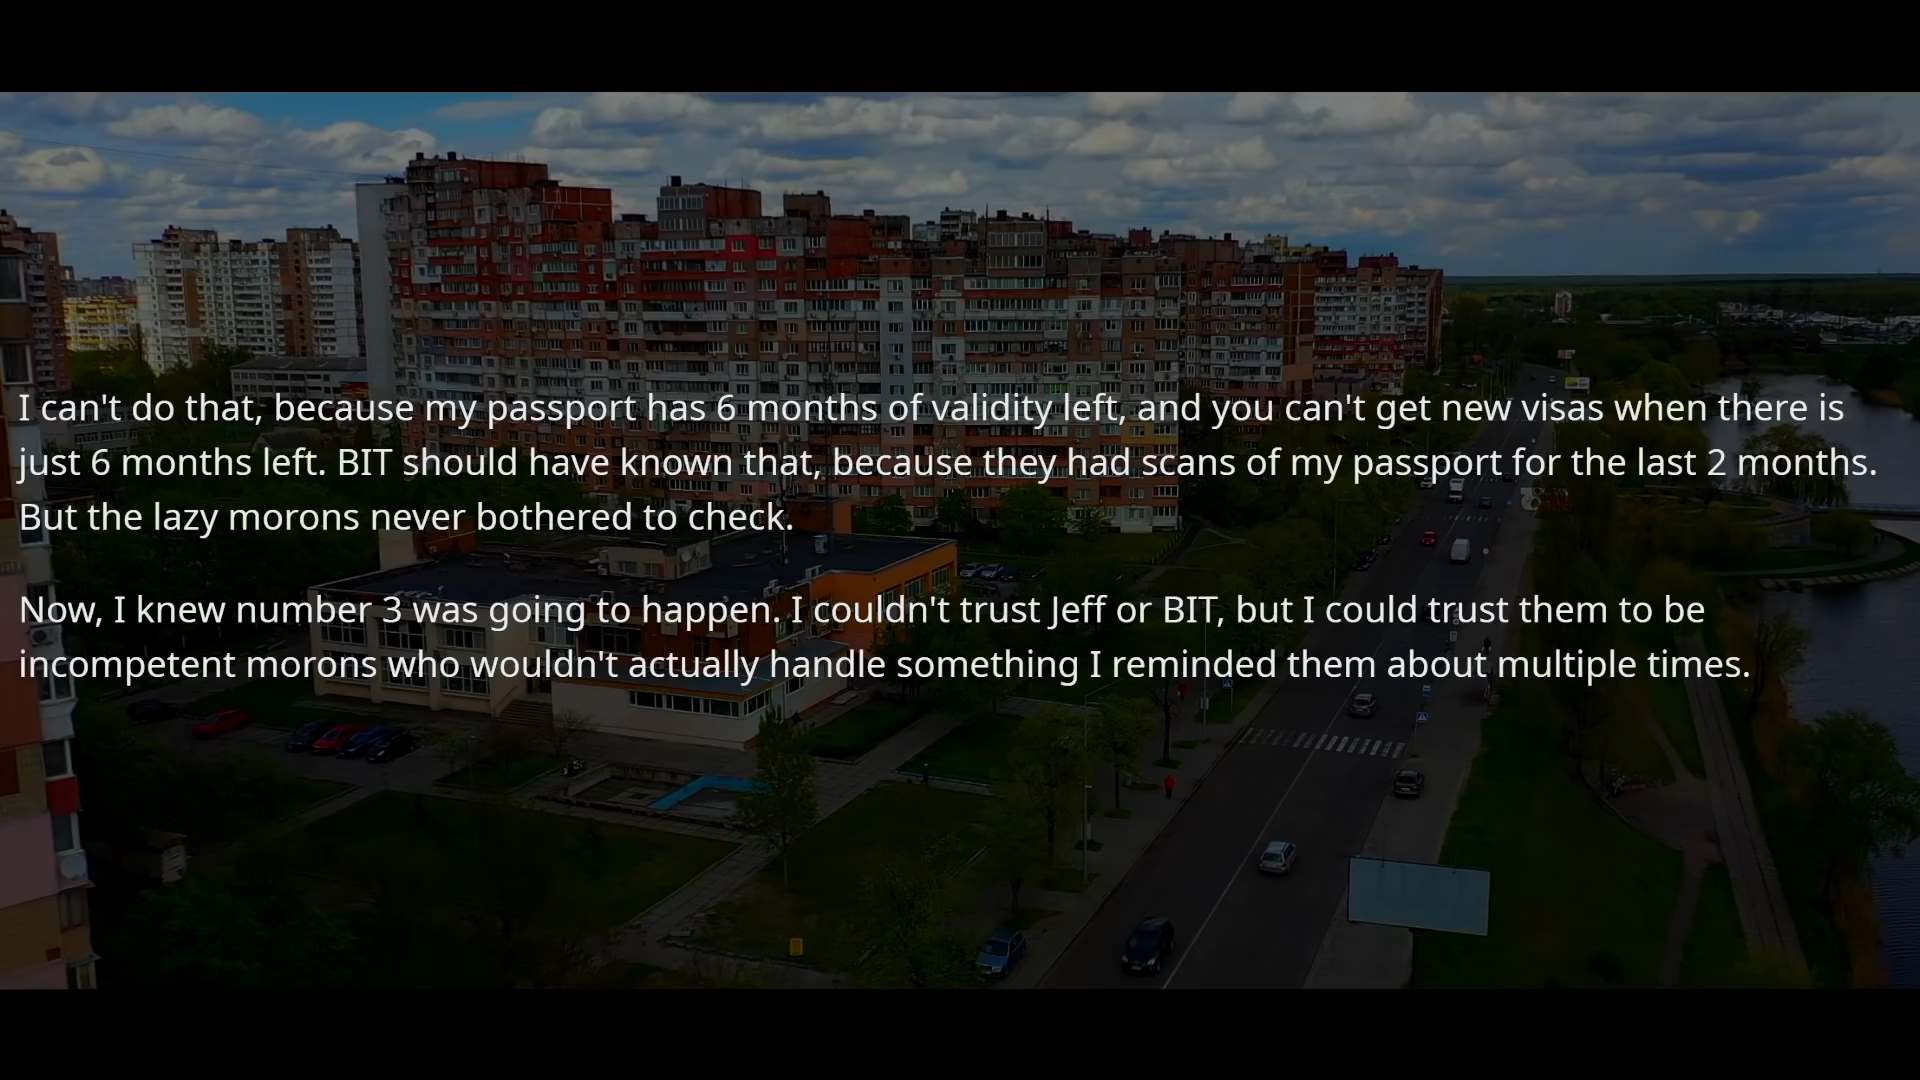 I can't do that, because my passport has 6 months of validity left, and you can't get new visas when there is
just 6 months left. BIT should have known that, because they had scans of my passport for the last 2 months.
But the lazy morons never bothered to check.
Now, I knew number 3 was going to happen. I couldn't trust Jeff or BIT, but I could trust them to be
incompetent morons who wouldn't actually handle something I reminded them about multiple times.